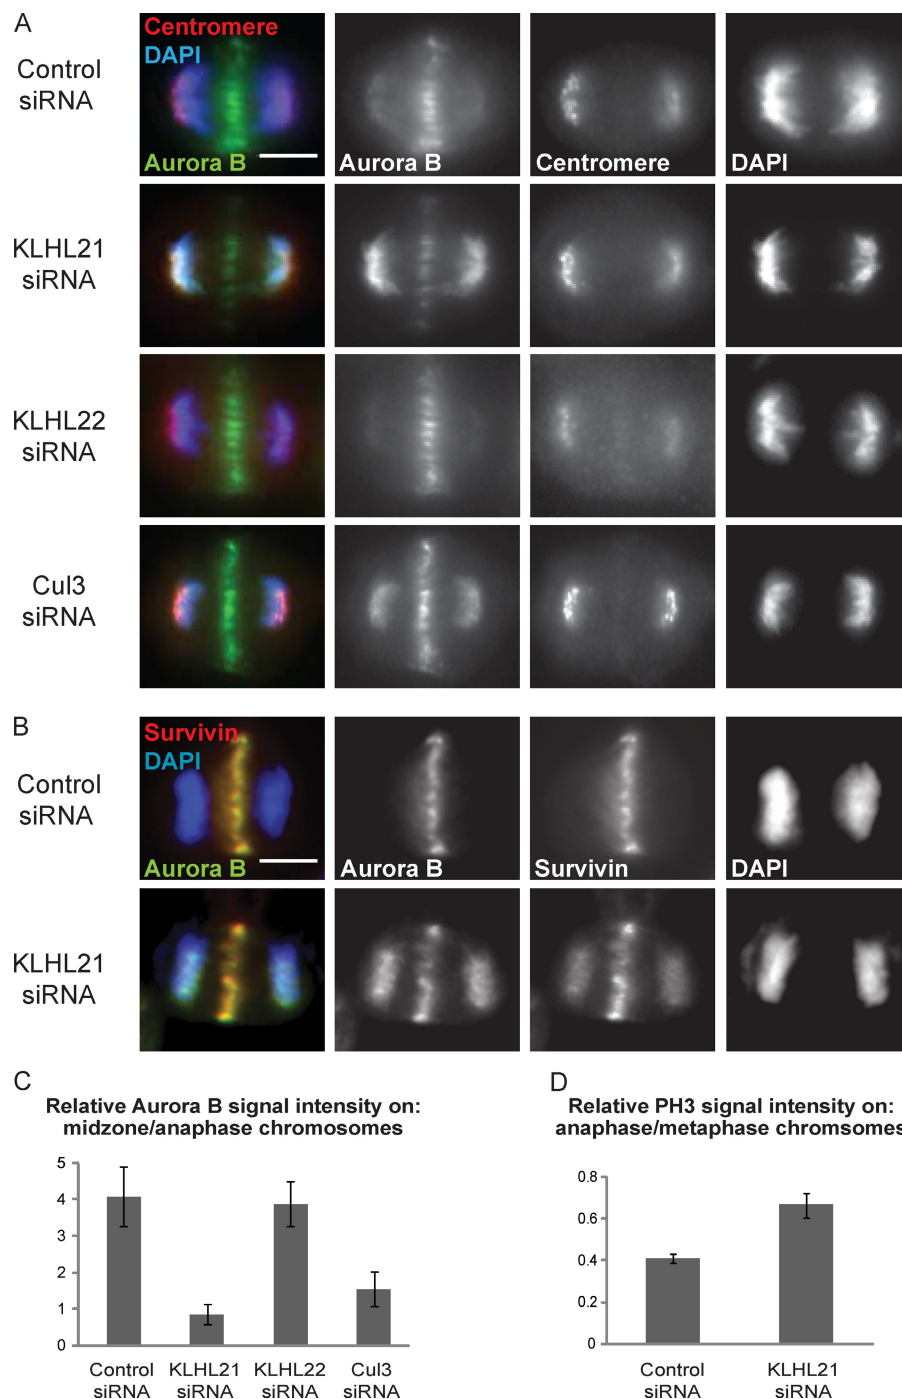 A
Control
siRNA
Centromere
DAPI
Aurora B
Aurora B
Centromere
DAPI
KLHL21
siRNA
KLHL22
siRNA
Cul3
siRNA
B
Control
siRNA
Survivin
DAPI
Aurora B
Aurora B
Survivin
DAPI
KLHL21
siRNA
C
Relative Aurora B signal intensity on:
midzone/anaphase chromosomes
5
4
3
2
1
0
Control
siRNA
KLHL21
siRNA
KLHL22
siRNA
Cul3
siRNA
D
Relative PH3 signal intensity on:
anaphase/metaphase chromsomes
0.8
0.6
0.4
0.2
0
Control
siRNA
KLHL21
siRNA